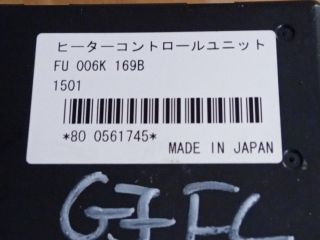 ヒーターコントロールユニット
FU 006K 169B
1501
*80 0561745*
MADE IN JAPAN